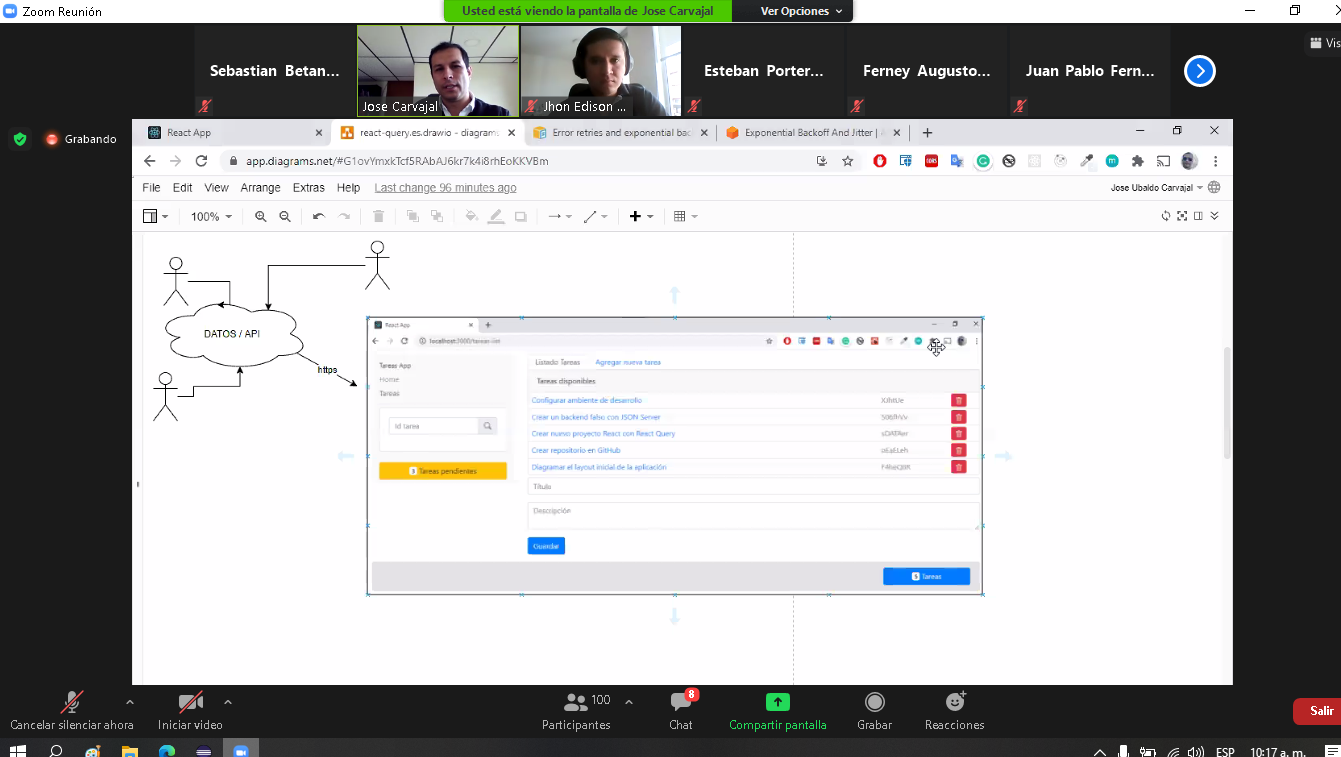 Zoom Reunión
Usted está viendo la pantalla de Jose Carvajal
Ver Opciones
Vis
Sebastian Betan...
Jose Carvajal
Jhon Edison ...
Esteban Porter...
Ferney Augusto...
Juan Pablo Fern...
Grabando
React App
react-query.es.drawio - diagrams
Error retries and exponential bac
Exponential Backoff And Jitter | A
app.diagrams.net/#G1ovYmxkTcf5RAbAJ6kr7k4i8rhEoKKVBm
File Edit View Arrange Extras Help Last change 96 minutes ago
Jose Ubaldo Carvajal
100%
DATOS / API
https
React App
localhost:3000/tareas-list
Tareas App
Home
Tareas
Id tarea
3 Tareas pendientes
Listado Tareas Agregar nueva tarea
Tareas disponibles
Configurar ambiente de desarrollo
Crear un backend falso con JSON Server
Crear nuevo proyecto React con React Query
Crear repositorio en GitHub
Diagramar el layout inicial de la aplicación
Título
Descripción
Guardar
5 Tareas
Cancelar silenciar ahora
Iniciar video
100
Participantes
8
Chat
Compartir pantalla
Grabar
Reacciones
Salir
ESP
10:17 a. m.